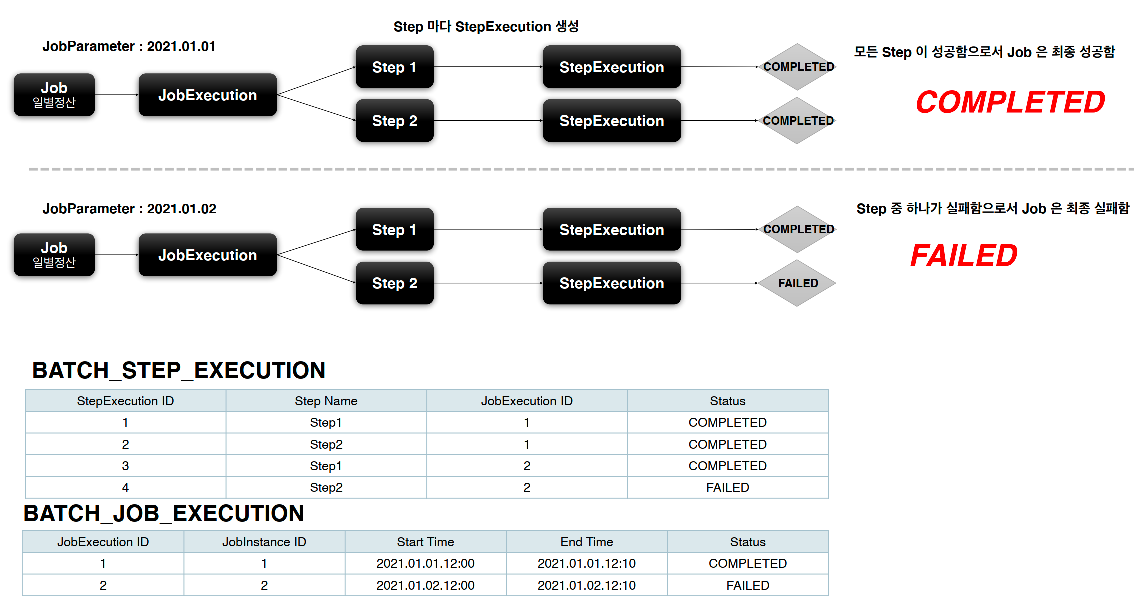 Step 마다 StepExecution 생성
JobParameter : 2021.01.01
Job
일별정산
JobExecution
Step 1
StepExecution
COMPLETED
Step 2
StepExecution
COMPLETED
모든 Step 이 성공함으로서 Job 은 최종 성공함
COMPLETED
JobParameter : 2021.01.02
Job
일별정산
JobExecution
Step 1
StepExecution
COMPLETED
Step 2
StepExecution
FAILED
Step 중 하나가 실패함으로서 Job 은 최종 실패함
FAILED
BATCH_STEP_EXECUTION
StepExecution ID Step Name JobExecution ID Status
1 Step1 1 COMPLETED
2 Step2 1 COMPLETED
3 Step1 2 COMPLETED
4 Step2 2 FAILED
BATCH_JOB_EXECUTION
JobExecution ID JobInstance ID Start Time End Time Status
1 1 2021.01.01.12:00 2021.01.01.12:10 COMPLETED
2 2 2021.01.02.12:00 2021.01.02.12:10 FAILED